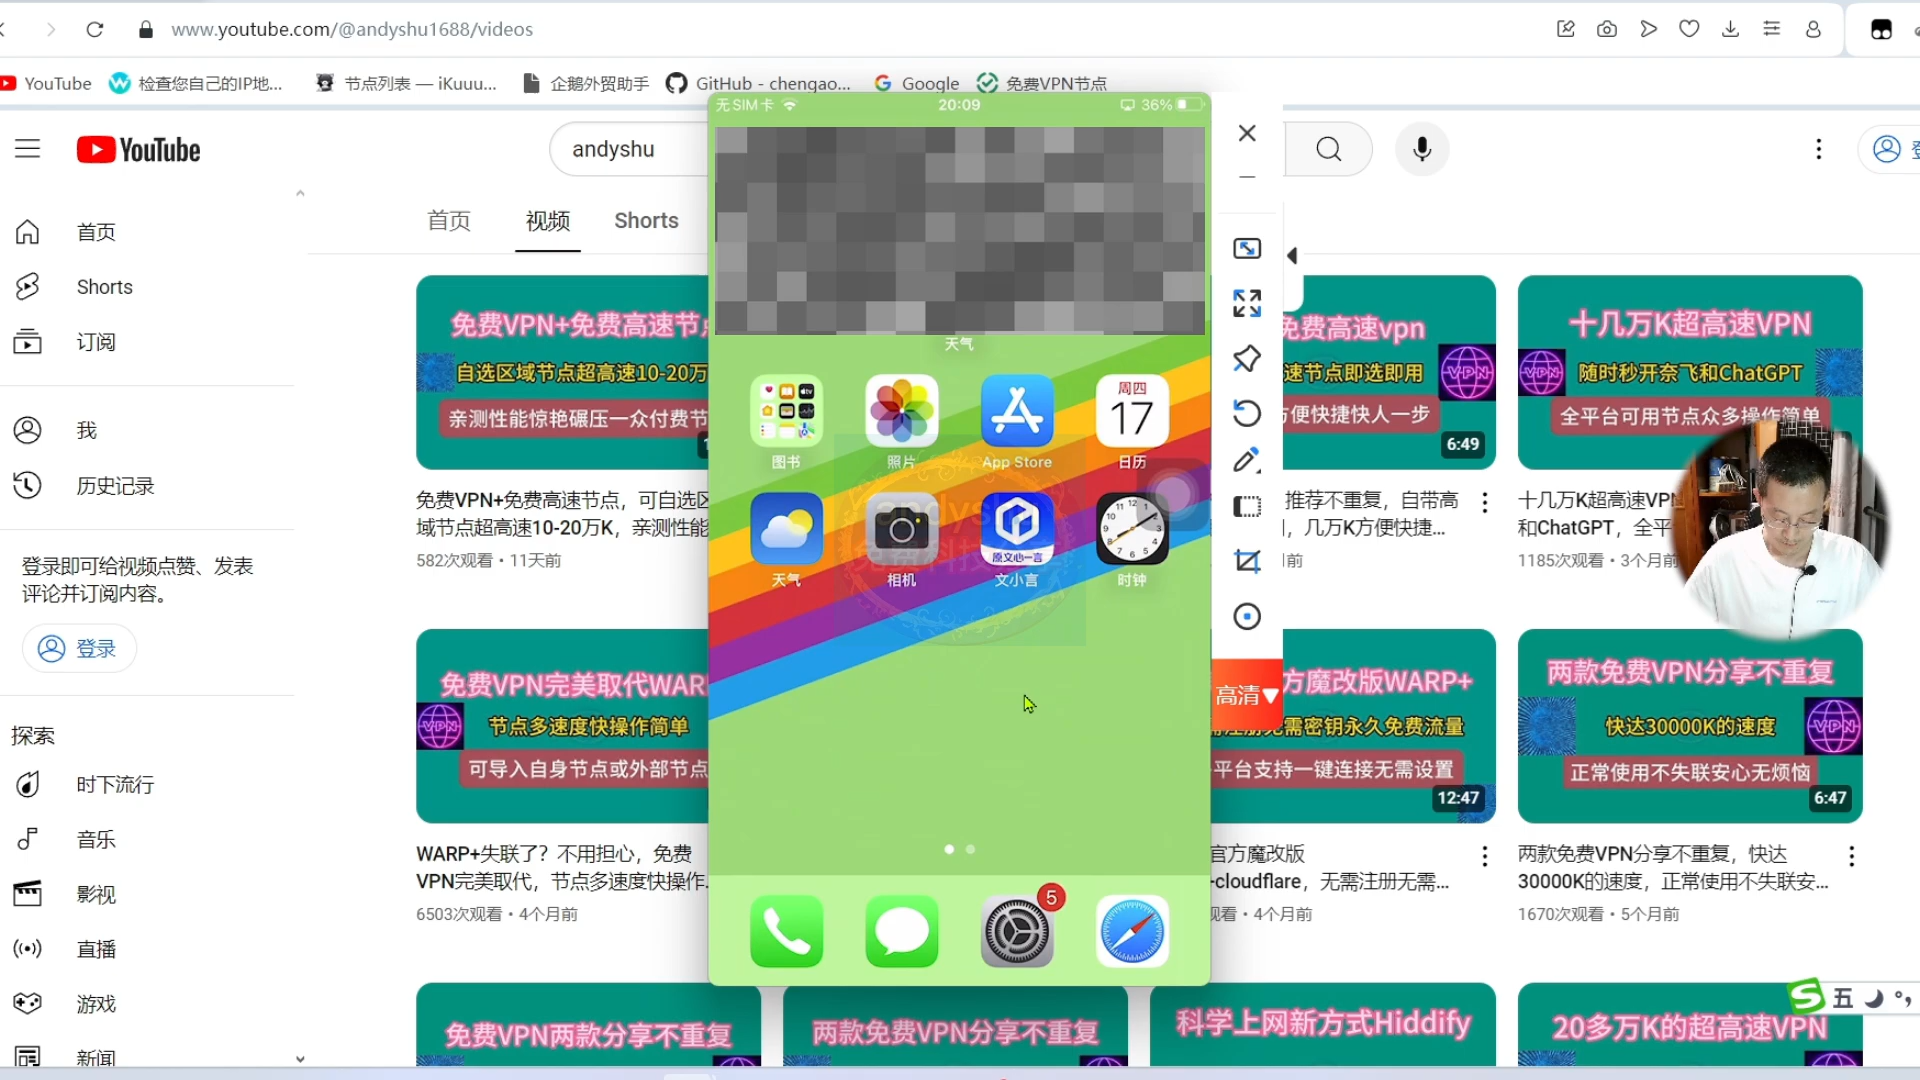 www.youtube.com/@andyshu1688/videos
YouTube
检查您自己的IP地...
节点列表 — iKuuu...
企鹅外贸助手
GitHub - chengao...
Google
免费VPN节点
YouTube
andyshu
登
首页
Shorts
订阅
我
历史记录
登录即可给视频点赞、发表
评论并订阅内容。
登录
探索
时下流行
音乐
影视
直播
游戏
新闻
首页
视频
Shorts
免费VPN+免费高速节点
自选区域节点超高速10-20万
亲测性能惊艳碾压一众付费节
免费VPN+免费高速节点，可自选区
域节点超高速10-20万K，亲测性能
582次观看・11天前
免费高速vpn
速节点即选即用
方便快捷快人一步
VPN
6:49
推荐不重复，自带高
，几万K方便快捷...
前
十几万K超高速VPN
随时秒开奈飞和ChatGPT
全平台可用节点众多操作简单
VPN
十几万K超高速VPN
和ChatGPT，全平
1185次观看・3个月前
免费VPN完美取代WAR
节点多速度快操作简单
可导入自身节点或外部节点
VPN
WARP+失联了？不用担心，免费
VPN完美取代，节点多速度快操作...
6503次观看・4个月前
方魔改版WARP+
需注册无需密钥永久免费流量
平台支持一键连接无需设置
12:47
官方魔改版
-cloudflare，无需注册无需...
观看・4个月前
两款免费VPN分享不重复
快达30000K的速度
正常使用不失联安心无烦恼
VPN
6:47
两款免费VPN分享不重复，快达
30000K的速度，正常使用不失联安...
1670次观看・5个月前
免费VPN两款分享不重复
两款免费VPN分享不重复
科学上网新方式Hiddify
20多万K的超高速VPN
无SIM卡
20:09
36%
天气
图书
照片
App Store
周四
17
日历
天气
相机
原文心一言
文小言
时钟
andyshu
免费科技分享
5
高清
五